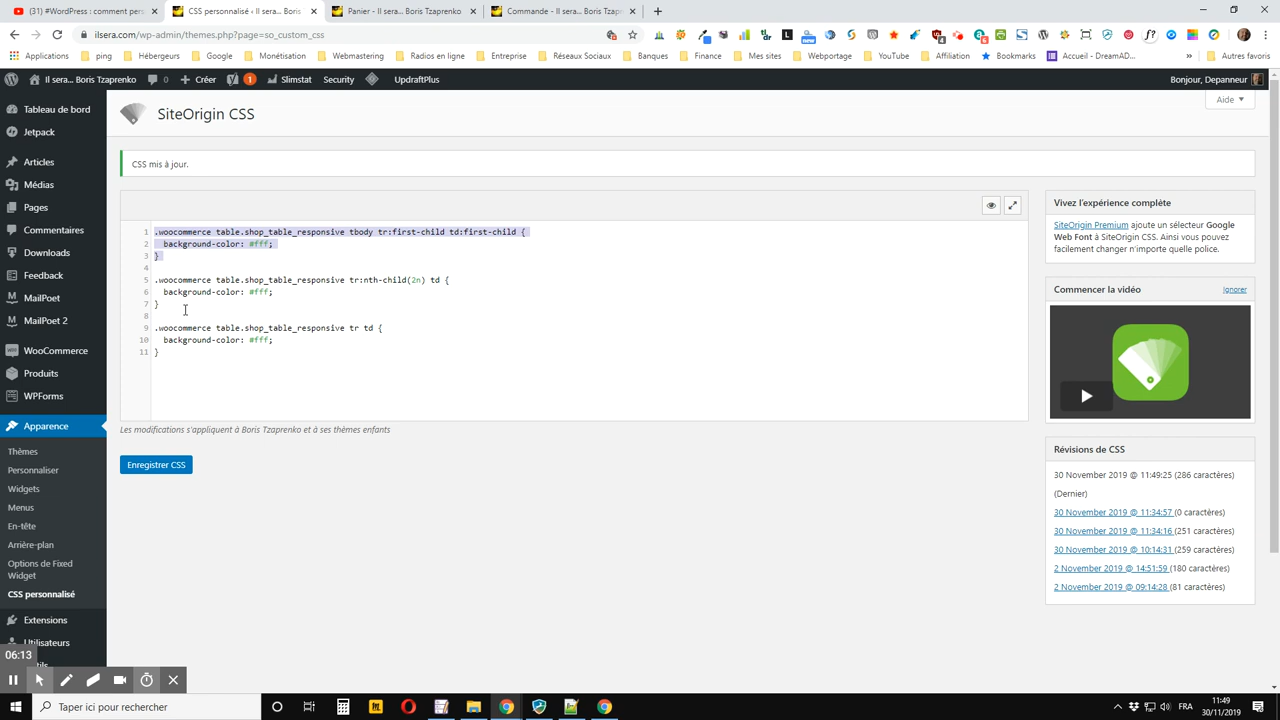 (31) #WordPress : comment pers
CSS personnalisé ‹ Il sera... Boris
Panier - Il sera... Boris Tzaprenko
Commande - Il sera... Boris Tzap
ilsera.com/wp-admin/themes.php?page=so_custom_css
Applications
ping
Hébergeurs
Google
Monétisation
Webmastering
Radios en ligne
Entreprise
Réseaux Sociaux
Banques
Finance
Mes sites
Webportage
YouTube
Affiliation
Bookmarks
Accueil - DreamAD...
»
Autres favoris
Il sera... Boris Tzaprenko
0
Créer
1
Slimstat
Security
UpdraftPlus
Bonjour, Depanneur
Tableau de bord
Jetpack
Articles
Médias
Pages
Commentaires
Downloads
Feedback
MailPoet
MailPoet 2
WooCommerce
Produits
WPForms
Apparence
Thèmes
Personnaliser
Widgets
Menus
En-tête
Arrière-plan
Options de Fixed
Widget
CSS personnalisé
Extensions
Utilisateurs
Aide
SiteOrigin CSS
CSS mis à jour.
1 .woocommerce table.shop_table_responsive tbody tr:first-child td:first-child {
2 background-color: #fff;
3 }
4
5 .woocommerce table.shop_table_responsive tr:nth-child(2n) td {
6 background-color: #fff;
7 }
8
9 .woocommerce table.shop_table_responsive tr td {
10 background-color: #fff;
11 }
Les modifications s'appliquent à Boris Tzaprenko et à ses thèmes enfants
Enregistrer CSS
Vivez l'expérience complète
SiteOrigin Premium ajoute un sélecteur Google
Web Font à SiteOrigin CSS. Ainsi vous pouvez
facilement changer n'importe quelle police.
Commencer la vidéo
Ignorer
Révisions de CSS
30 November 2019 @ 11:49:25 (286 caractères)
(Dernier)
30 November 2019 @ 11:34:57 (0 caractères)
30 November 2019 @ 11:34:16 (251 caractères)
30 November 2019 @ 10:14:31 (259 caractères)
2 November 2019 @ 14:51:59 (180 caractères)
2 November 2019 @ 09:14:28 (81 caractères)
06:13
Taper ici pour rechercher
FRA
11:49
30/11/2019